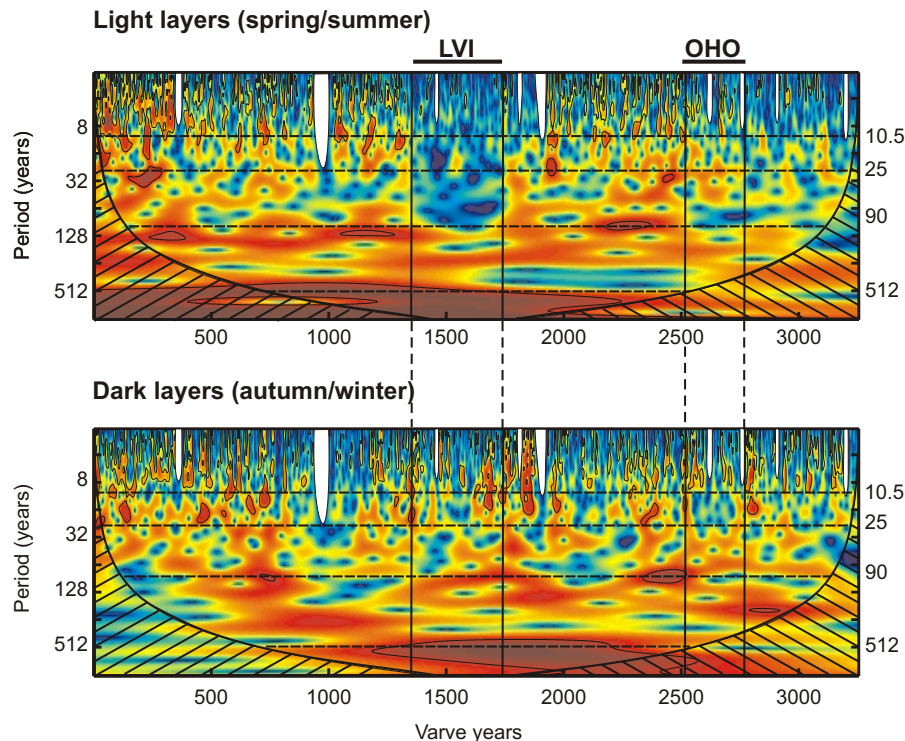 Light layers (spring/summer)
LVI OHO
Period (years)
8
32
128
512
10.5
25
90
512
500 1000 1500 2000 2500 3000
Dark layers (autumn/winter)
Period (years)
8
32
128
512
10.5
25
90
512
500 1000 1500 2000 2500 3000
Varve years